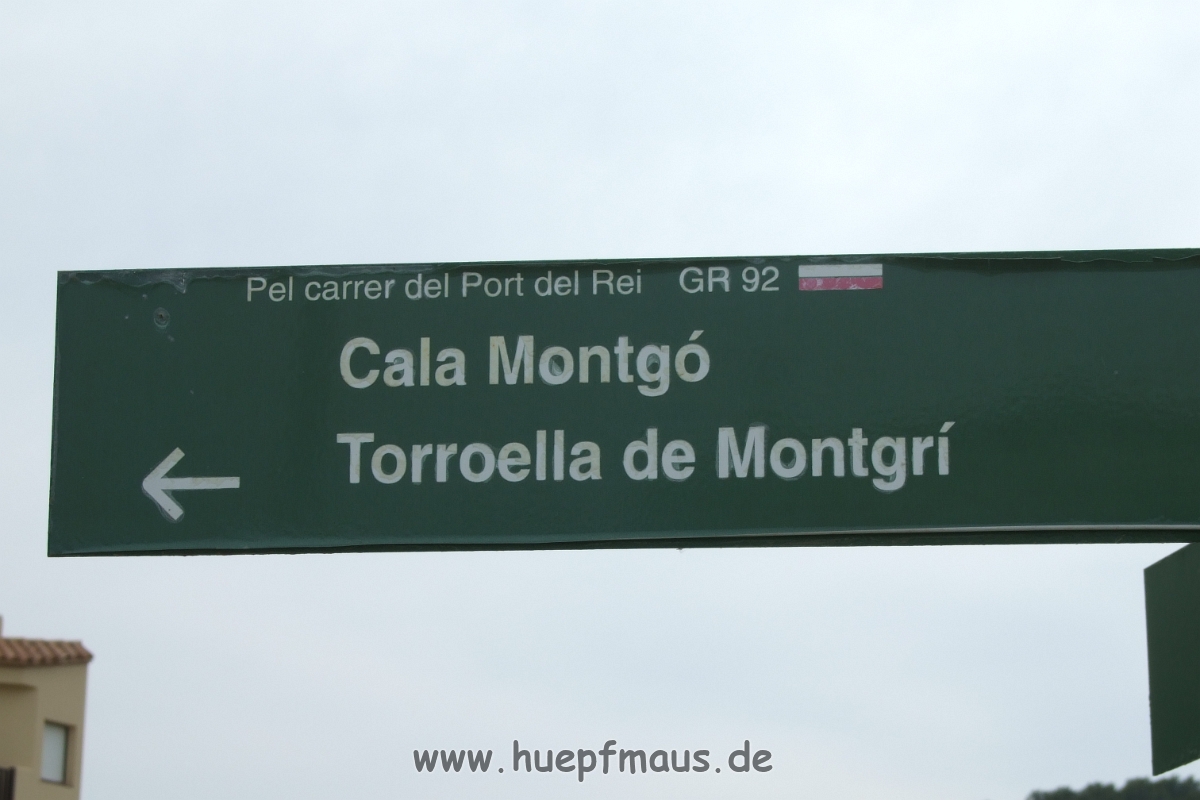 Pel carrer del Port del Rei GR 92
Cala Montgó
Torroella de Montgrí
www.huepfmaus.de